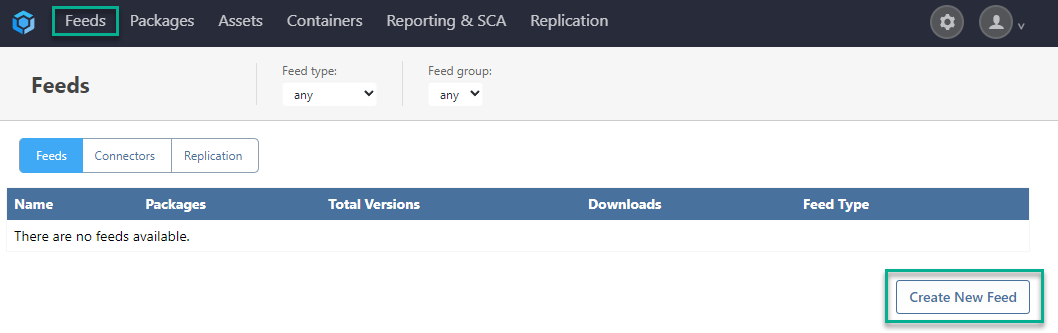 Feeds Packages Assets Containers Reporting & SCA Replication
Feeds
Feed type:
any
Feed group:
any
Feeds Connectors Replication
Name Packages Total Versions Downloads Feed Type
There are no feeds available.
Create New Feed